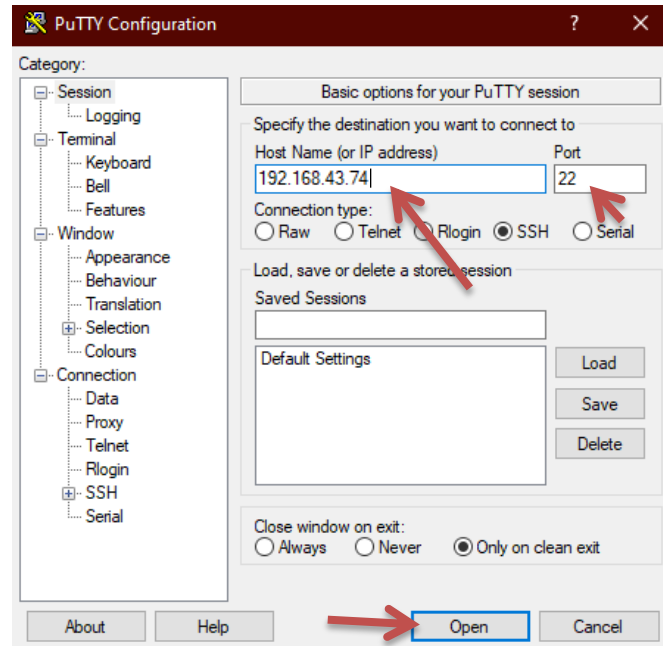 PuTTY Configuration ? ×
Category:
Session
Logging
Terminal
Keyboard
Bell
Features
Window
Appearance
Behaviour
Translation
Selection
Colours
Connection
Data
Proxy
Telnet
Rlogin
SSH
Serial
Basic options for your PuTTY session
Specify the destination you want to connect to
Host Name (or IP address) Port
192.168.43.74 22
Connection type:
Raw Telnet Rlogin SSH Serial
Load, save or delete a stored session
Saved Sessions
Default Settings
Load
Save
Delete
Close window on exit:
Always Never Only on clean exit
About Help Open Cancel